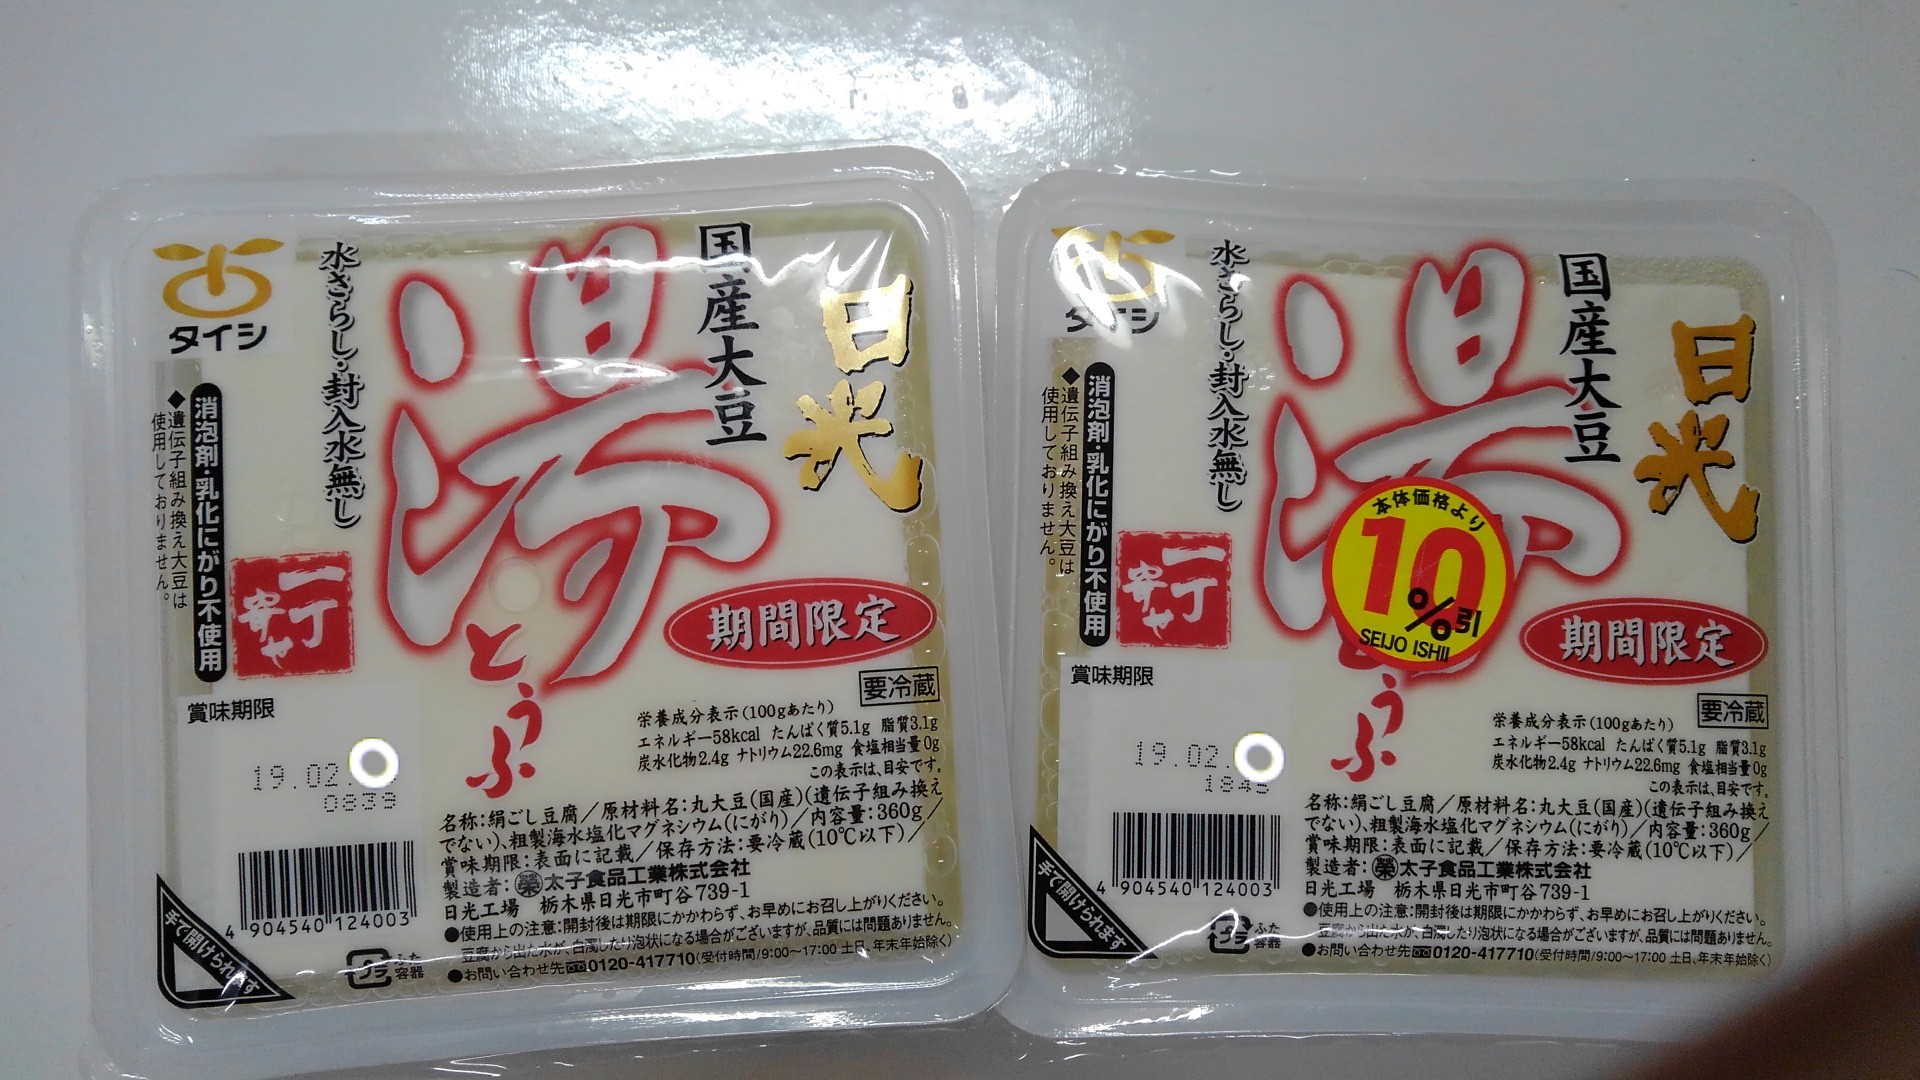 タイシ
水さらし・封入水無し
国産大豆
日光
湯
とうふ
消泡剤・乳化にがり不使用
◆遺伝子組み換え大豆は
使用しておりません。
一丁
寄せ
期間限定
要冷蔵
賞味期限
19.02.
0839
栄養成分表示(100gあたり)
エネルギー58kcal たんぱく質5.1g 脂質3.1g
炭水化物2.4g ナトリウム22.6mg 食塩相当量0g
この表示は、目安です。
名称:絹ごし豆腐/原材料名:丸大豆(国産)(遺伝子組み換え
でない)、粗製海水塩化マグネシウム(にがり)/内容量:360g/
賞味期限:表面に記載/保存方法:要冷蔵(10℃以下)/
製造者:㊝太子食品工業株式会社
日光工場 栃木県日光市町谷739-1
●使用上の注意:開封後は期限にかかわらず、お早めにお召し上がりください。
豆腐から出た水が、白濁したり泡状になる場合がございますが、品質には問題ありません。
●お問い合わせ先 0120-417710(受付時間/9:00～17:00 土日、年末年始除く)
4 904540 124003
手で開けられます
プラ
ふた
容器
タイシ
水さらし・封入水無し
国産大豆
日光
湯
うふ
本体価格より
10%引
SEIJO ISHII
消泡剤・乳化にがり不使用
◆遺伝子組み換え大豆は
使用しておりません。
一丁
寄せ
期間限定
要冷蔵
賞味期限
19.02.
栄養成分表示(100gあたり)
エネルギー58kcal たんぱく質5.1g 脂質3.1g
炭水化物2.4g ナトリウム22.6mg 食塩相当量0g
この表示は、目安です。
名称:絹ごし豆腐/原材料名:丸大豆(国産)(遺伝子組み換え
でない)、粗製海水塩化マグネシウム(にがり)/内容量:360g/
賞味期限:表面に記載/保存方法:要冷蔵(10℃以下)/
製造者:太子食品工業株式会社
日光工場 栃木県日光市町谷739-1
●使用上の注意:開封後は期限にかかわらず、お早めにお召し上がりください。
豆腐から出た水が、白濁したり泡状になる場合がございますが、品質には問題ありません。
●お問い合わせ先 0120-417710(受付時間/9:00～17:00 土日、年末年始除く)
4 904540 124003
手で開けられます
プラ
ふた
容器